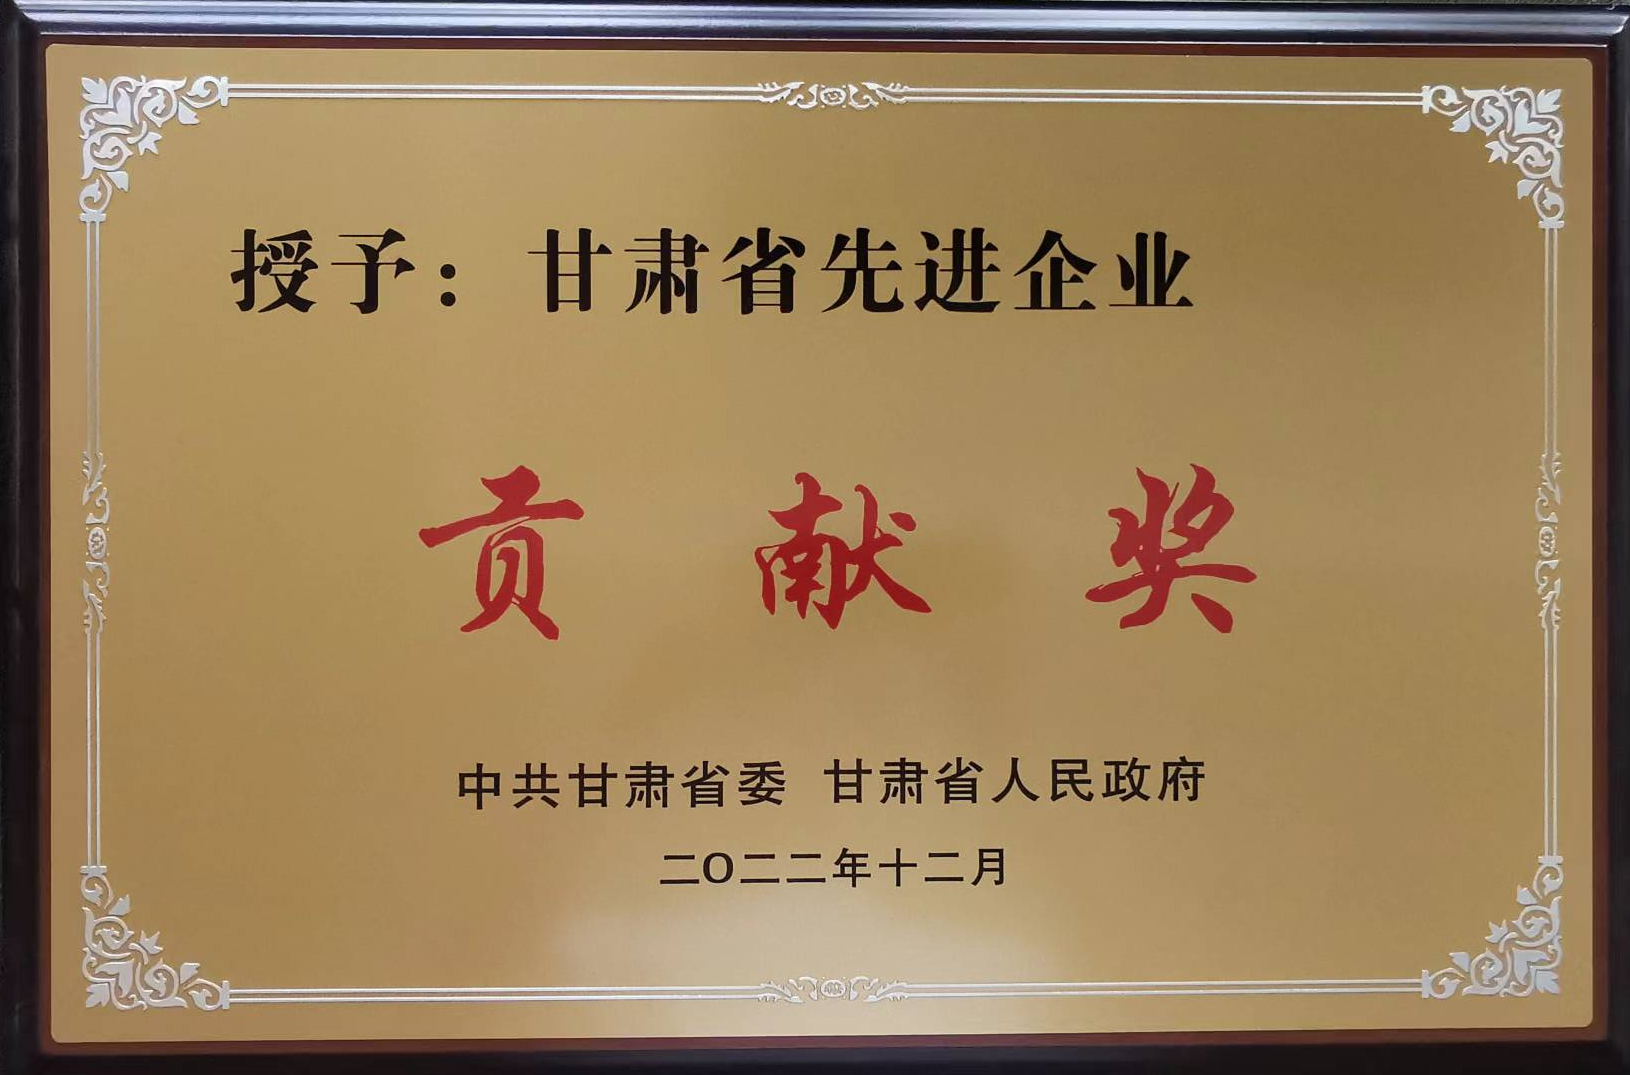 授予：甘肃省先进企业
贡献奖
中共甘肃省委 甘肃省人民政府
二〇二二年十二月